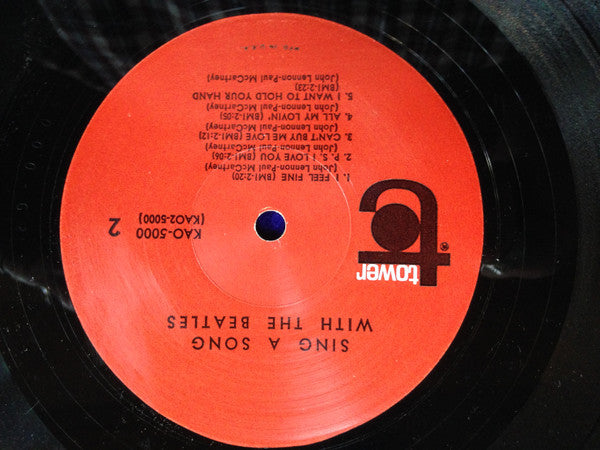 SING A SONG
WITH THE BEATLES
tower
®
KAO-5000
(KAO2-5000)
2
1. I FEEL FINE (BMI-2:20)
(John Lennon-Paul McCartney)
2. P. S. I LOVE YOU (BMI-2:06)
(John Lennon-Paul McCartney)
3. CAN'T BUY ME LOVE (BMI-2:12)
(John Lennon-Paul McCartney)
4. ALL MY LOVIN' (BMI-2:05)
(John Lennon-Paul McCartney)
5. I WANT TO HOLD YOUR HAND
(BMI-2:23)
(John Lennon-Paul McCartney)